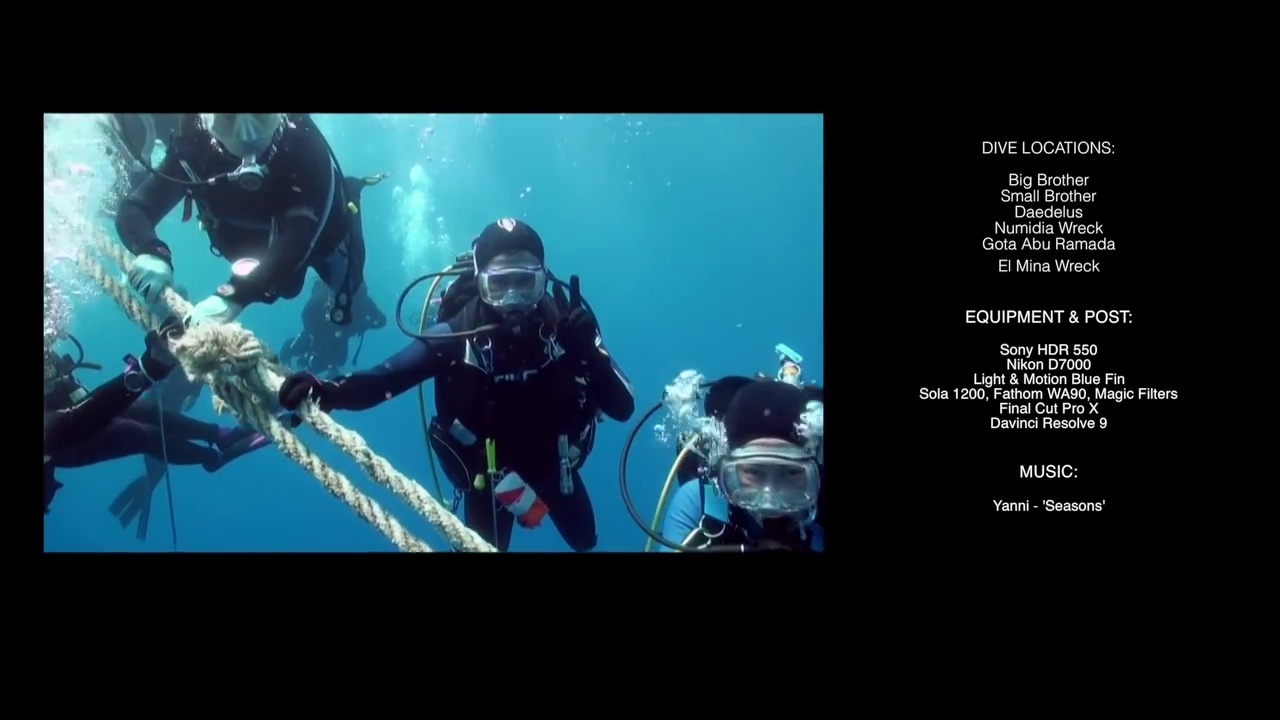 DIVE LOCATIONS:
Big Brother
Small Brother
Daedelus
Numidia Wreck
Gota Abu Ramada
El Mina Wreck
EQUIPMENT & POST:
Sony HDR 550
Nikon D7000
Light & Motion Blue Fin
Sola 1200, Fathom WA90, Magic Filters
Final Cut Pro X
Davinci Resolve 9
MUSIC:
Yanni - 'Seasons'